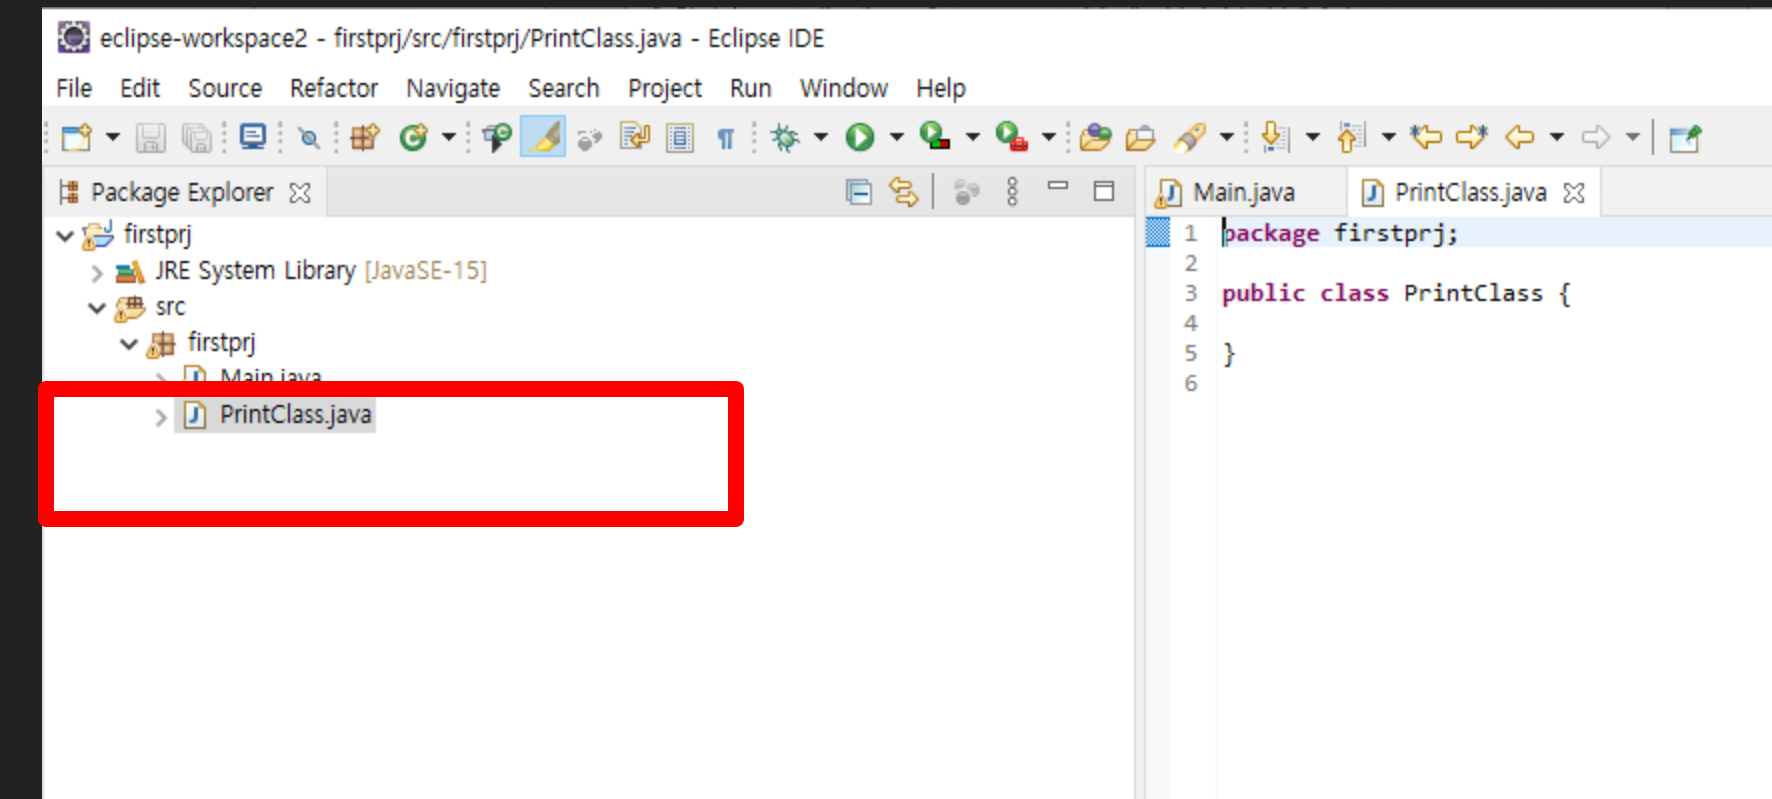 eclipse-workspace2 - firstprj/src/firstprj/PrintClass.java - Eclipse IDE
File Edit Source Refactor Navigate Search Project Run Window Help
Package Explorer
firstprj
JRE System Library [JavaSE-15]
src
firstprj
Main.java
PrintClass.java
Main.java PrintClass.java
1 package firstprj;
2
3 public class PrintClass {
4
5 }
6